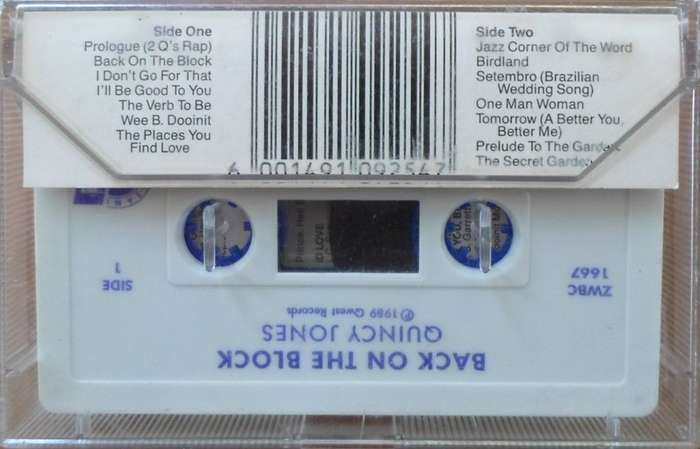 Side One
Prologue (2 Q's Rap)
Back On The Block
I Don't Go For That
I'll Be Good To You
The Verb To Be
Wee B. Dooinit
The Places You
Find Love
Side Two
Jazz Corner Of The Word
Birdland
Setembro (Brazilian
Wedding Song)
One Man Woman
Tomorrow (A Better You,
Better Me)
Prelude To The Garden
The Secret Garden
6 001491 093547
BACK ON THE BLOCK
QUINCY JONES
℗ 1989 Qwest Records
ZWBC
1667
SIDE
1